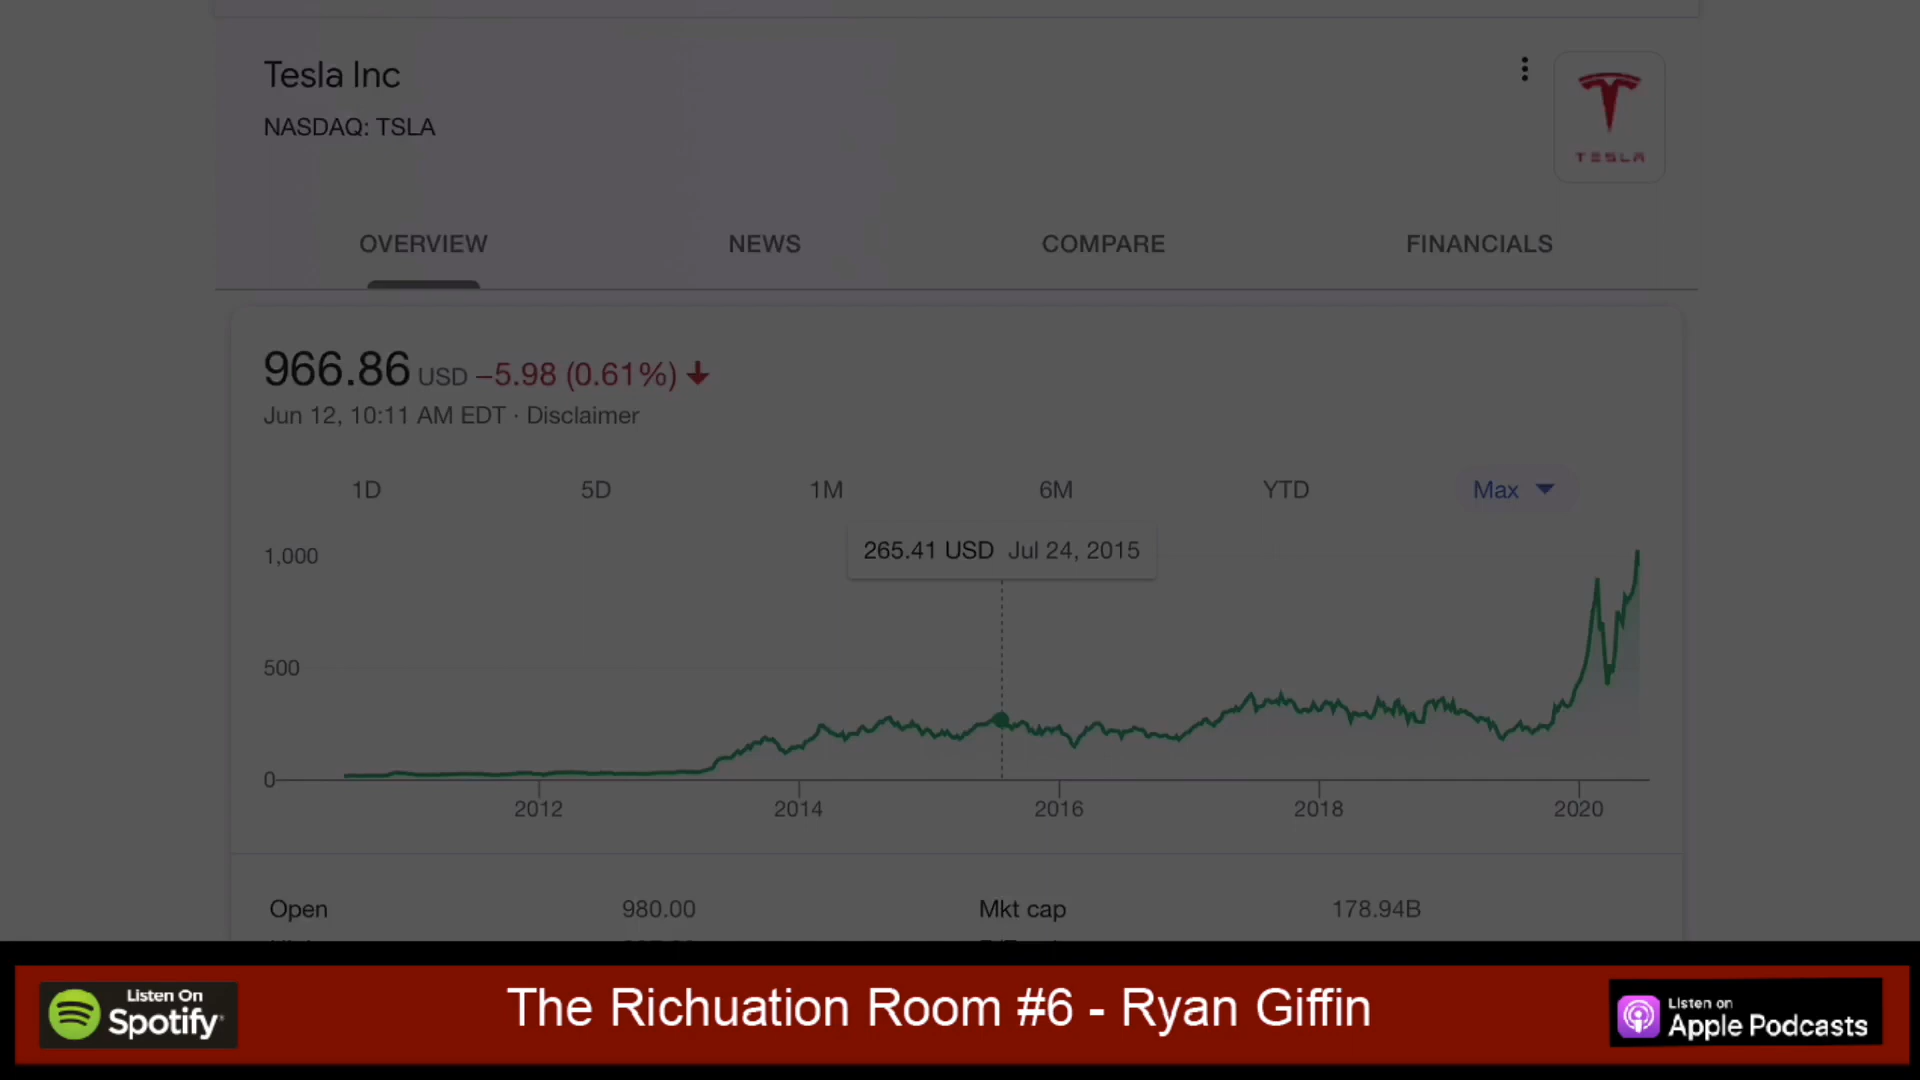 Tesla Inc
NASDAQ: TSLA
TESLA
OVERVIEW NEWS COMPARE FINANCIALS
966.86 USD −5.98 (0.61%)
Jun 12, 10:11 AM EDT · Disclaimer
1D 5D 1M 6M YTD Max
265.41 USD Jul 24, 2015
1,000
500
0
2012 2014 2016 2018 2020
Open 980.00 Mkt cap 178.94B
Listen On
Spotify
The Richuation Room #6 - Ryan Giffin
Listen on
Apple Podcasts